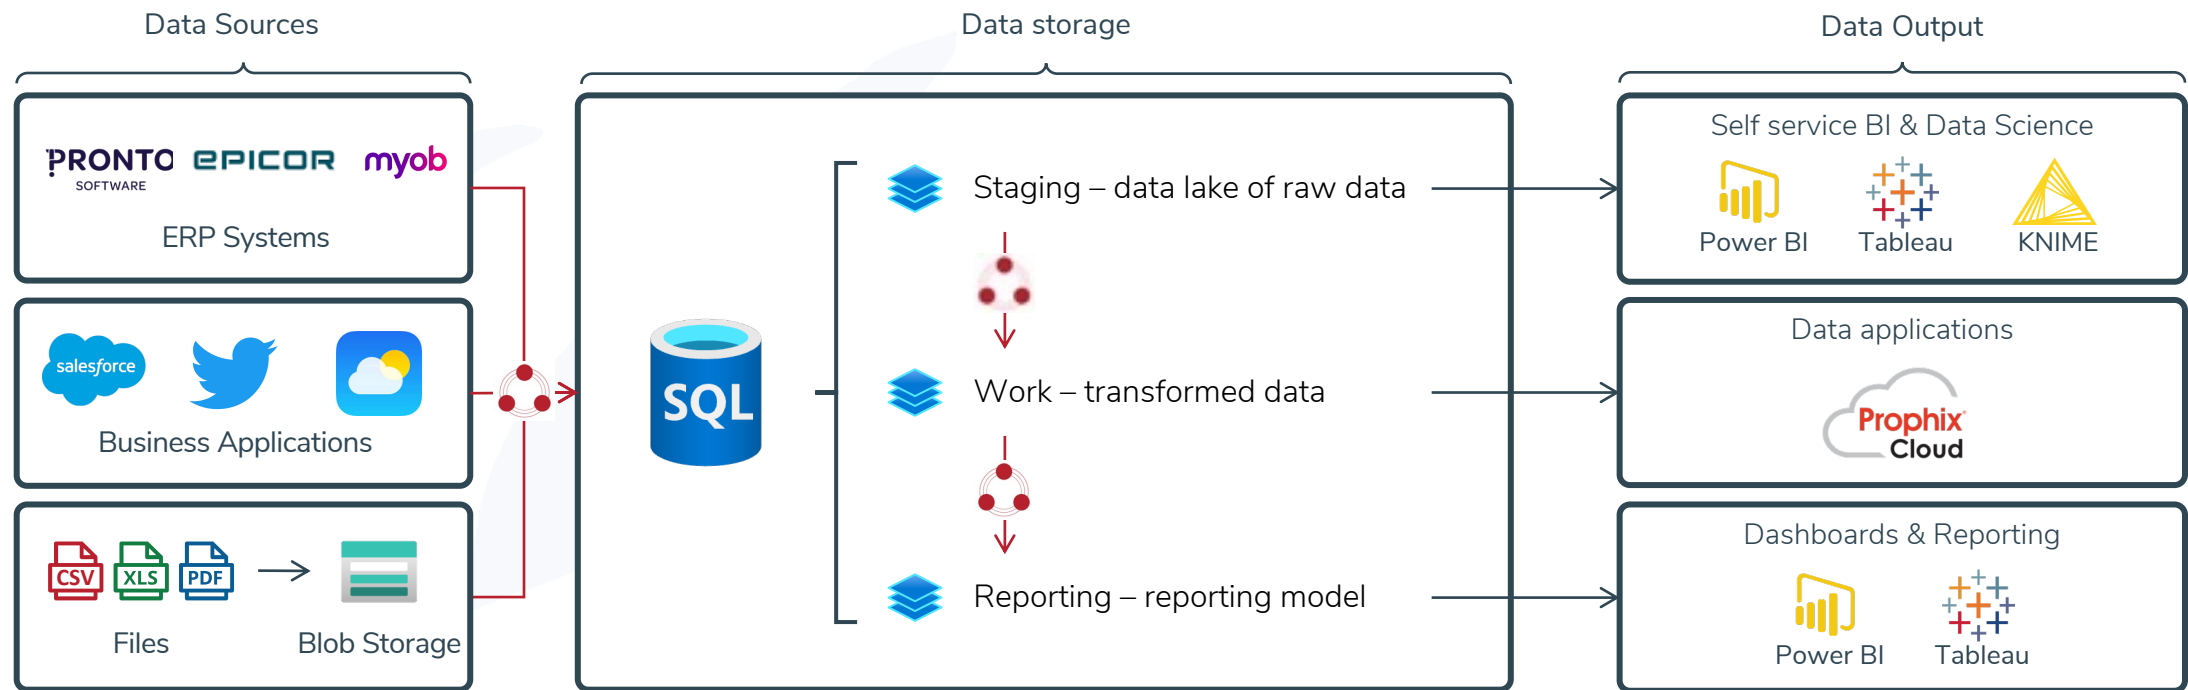 Data Sources
Data storage
Data Output
PRONTO
SOFTWARE
EPICOR
myob
ERP Systems
salesforce
Business Applications
CSV
XLS
PDF
Files
Blob Storage
SQL
Staging – data lake of raw data
Work – transformed data
Reporting – reporting model
Self service BI & Data Science
Power BI
Tableau
KNIME
Data applications
Prophix
Cloud
Dashboards & Reporting
Power BI
Tableau